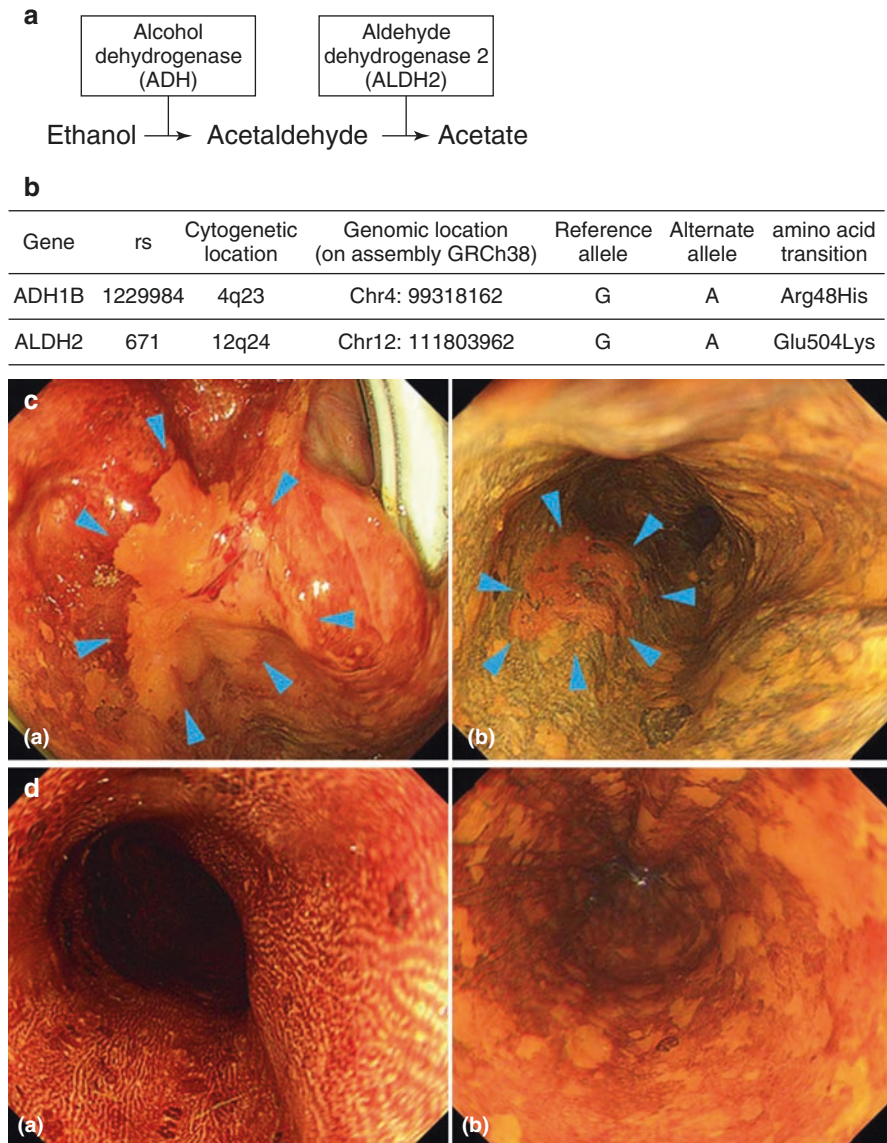 a
Alcohol
dehydrogenase
(ADH)
Aldehyde
dehydrogenase 2
(ALDH2)
Ethanol Acetaldehyde Acetate
b
Gene rs Cytogenetic location Genomic location (on assembly GRCh38) Reference allele Alternate allele amino acid transition
ADH1B 1229984 4q23 Chr4: 99318162 G A Arg48His
ALDH2 671 12q24 Chr12: 111803962 G A Glu504Lys
c
(a)
(b)
d
(a)
(b)